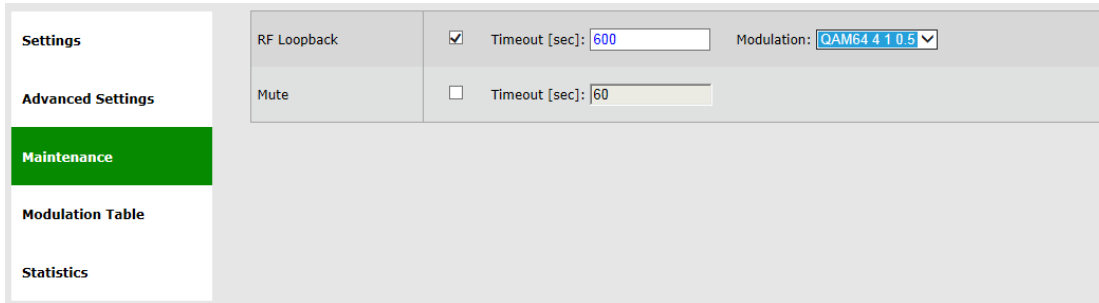 Settings
Advanced Settings
Maintenance
Modulation Table
Statistics
RF Loopback Timeout [sec]: 600 Modulation: QAM64 4 1 0.5
Mute Timeout [sec]: 60